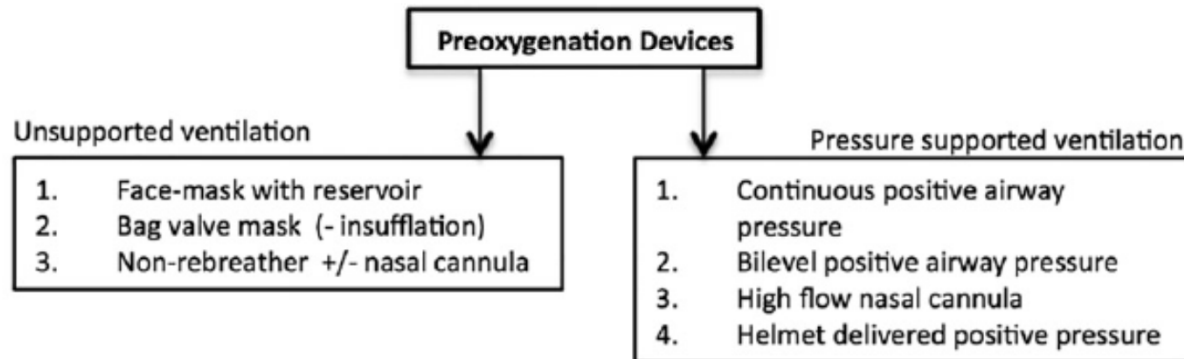 Preoxygenation Devices
Unsupported ventilation
1. Face-mask with reservoir
2. Bag valve mask (- insufflation)
3. Non-rebreather +/- nasal cannula
Pressure supported ventilation
1. Continuous positive airway
pressure
2. Bilevel positive airway pressure
3. High flow nasal cannula
4. Helmet delivered positive pressure